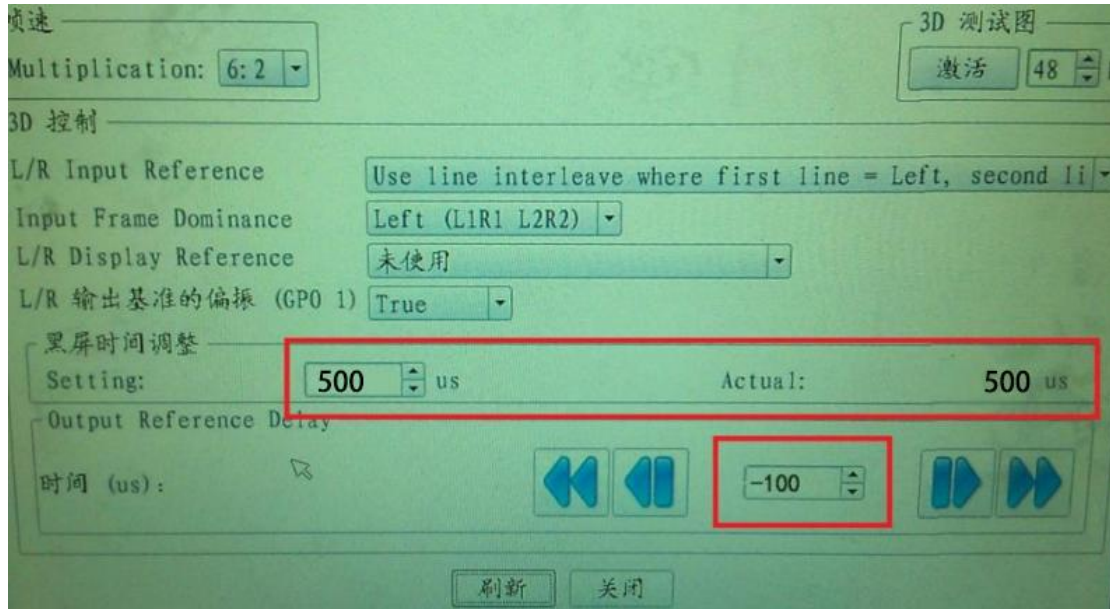 帧速
3D 测试图
Multiplication: 6:2
激活 48
3D 控制
L/R Input Reference Use line interleave where first line = Left, second li
Input Frame Dominance Left (L1R1 L2R2)
L/R Display Reference 未使用
L/R 输出基准的偏振 (GPO 1) True
黑屏时间调整
Setting: 500 us Actual: 500 us
Output Reference Delay
时间 (us): -100
刷新 关闭